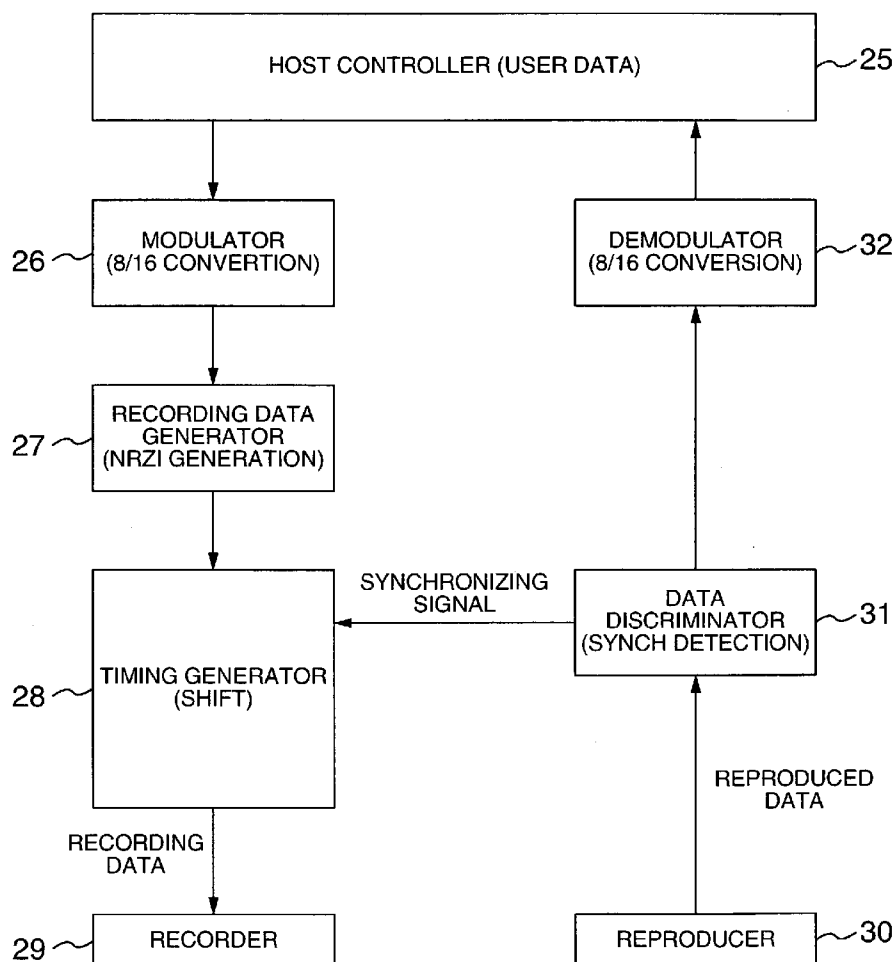 HOST CONTROLLER (USER DATA)
25
MODULATOR
(8/16 CONVERTION)
26
DEMODULATOR
(8/16 CONVERSION)
32
RECORDING DATA
GENERATOR
(NRZI GENERATION)
27
SYNCHRONIZING
SIGNAL
DATA
DISCRIMINATOR
(SYNCH DETECTION)
31
TIMING GENERATOR
(SHIFT)
28
REPRODUCED
DATA
RECORDING
DATA
RECORDER
29
REPRODUCER
30